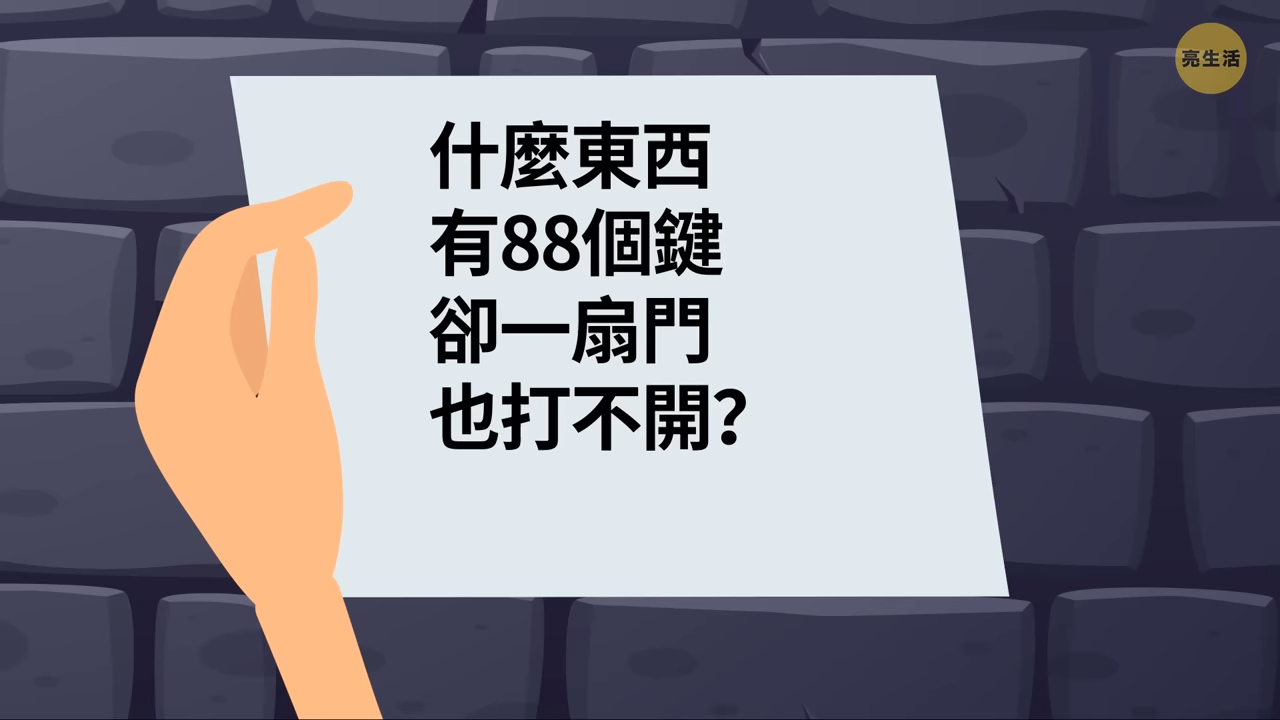 亮生活
什麼東西
有88個鍵
卻一扇門
也打不開？